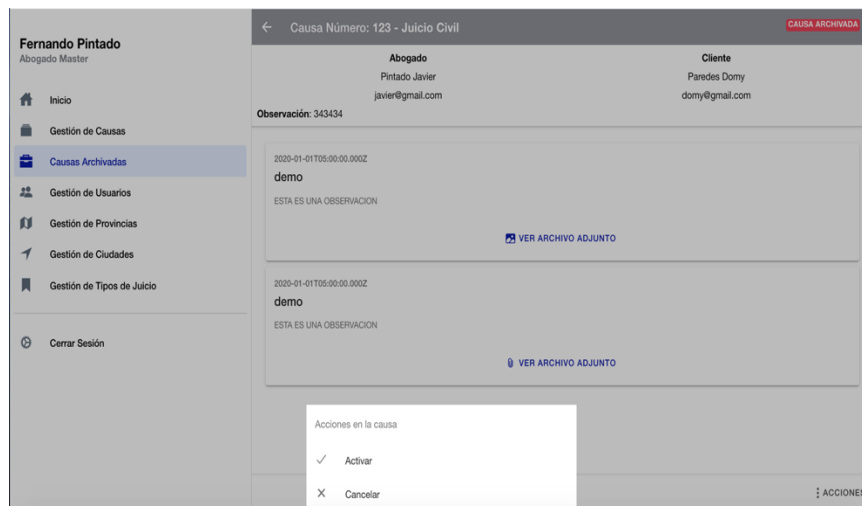 Fernando Pintado
Abogado Master
Inicio
Gestión de Causas
Causas Archivadas
Gestión de Usuarios
Gestión de Provincias
Gestión de Ciudades
Gestión de Tipos de Juicio
Cerrar Sesión
Causa Número: 123 - Juicio Civil
CAUSA ARCHIVADA
Abogado
Pintado Javier
javier@gmail.com
Cliente
Paredes Domy
domy@gmail.com
Observación: 343434
2020-01-01T05:00:00.000Z
demo
ESTA ES UNA OBSERVACION
VER ARCHIVO ADJUNTO
2020-01-01T05:00:00.000Z
demo
ESTA ES UNA OBSERVACION
VER ARCHIVO ADJUNTO
Acciones en la causa
Activar
Cancelar
ACCIONES